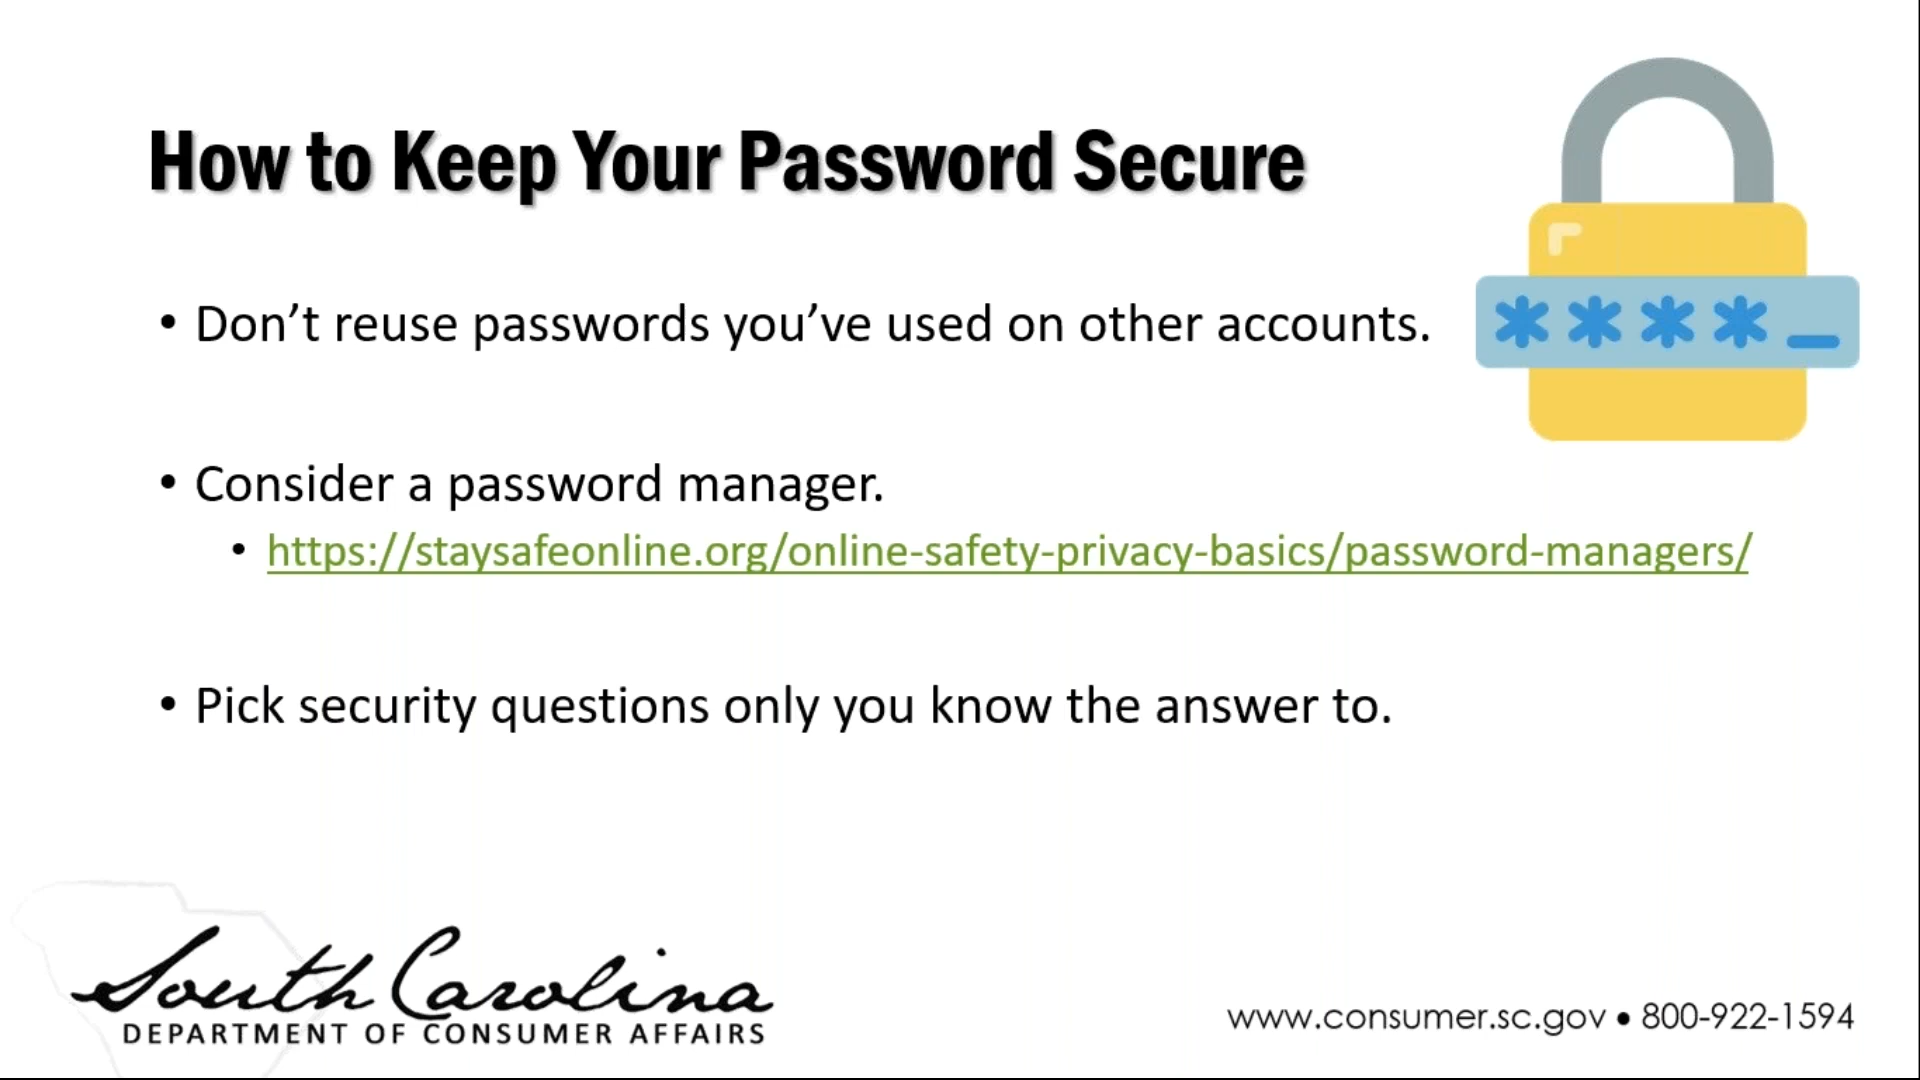 How to Keep Your Password Secure
• Don’t reuse passwords you’ve used on other accounts.
****_
• Consider a password manager.
• https://staysafeonline.org/online-safety-privacy-basics/password-managers/
• Pick security questions only you know the answer to.
South Carolina
DEPARTMENT OF CONSUMER AFFAIRS
www.consumer.sc.gov • 800-922-1594